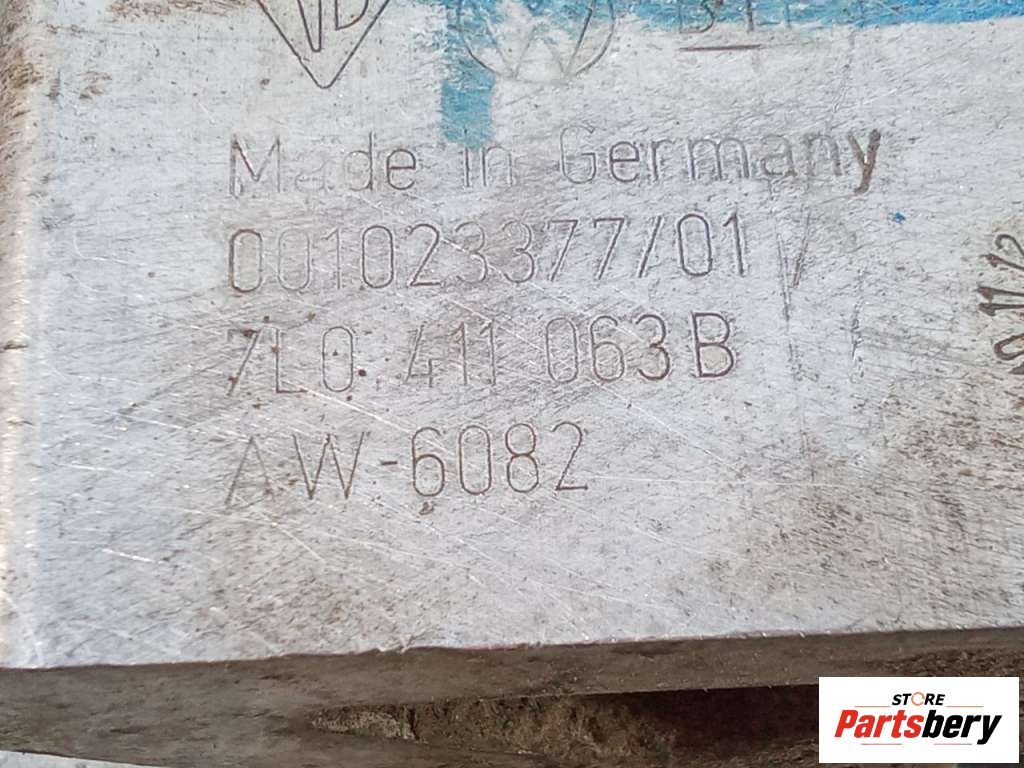 Made in Germany
001023377/01
7L0 411 063B
AW-6082
STORE
Partsbery